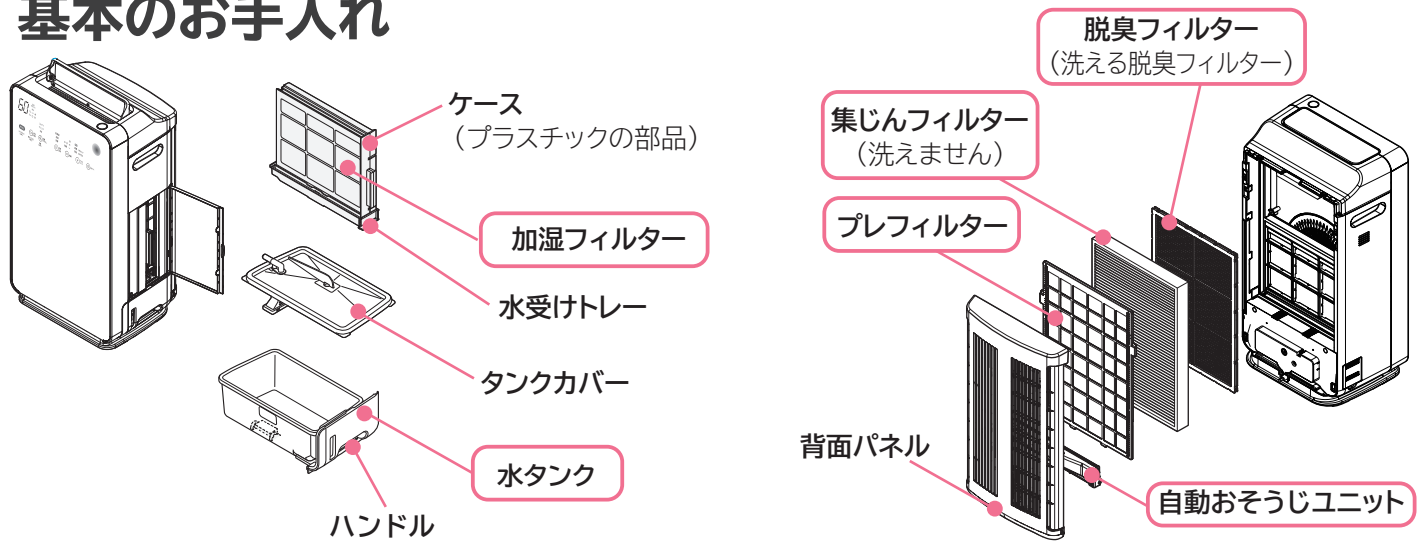 基本のお手入れ
ケース
（プラスチックの部品）
加湿フィルター
水受けトレー
タンクカバー
水タンク
ハンドル
脱臭フィルター
（洗える脱臭フィルター）
集じんフィルター
（洗えません）
プレフィルター
背面パネル
自動おそうじユニット